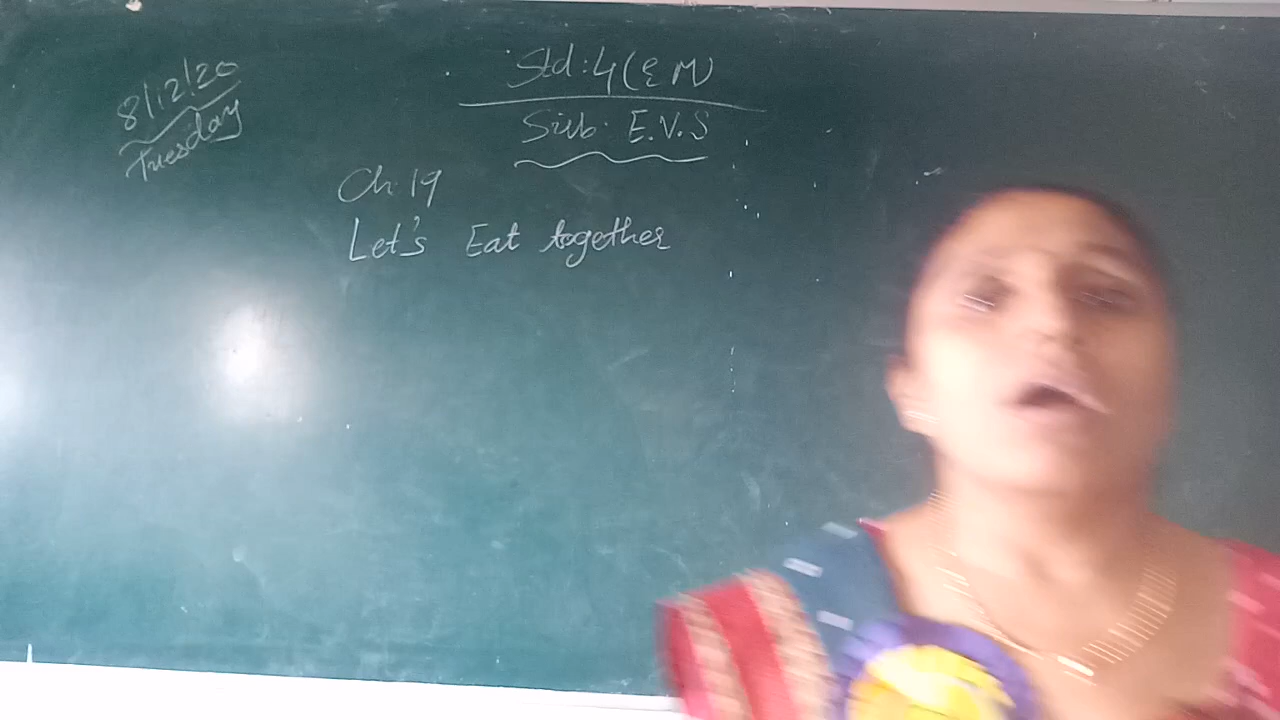 8/12/20
Tuesday
Std:4(E M)
Sub: E.V.S
Ch 19
Let's Eat together